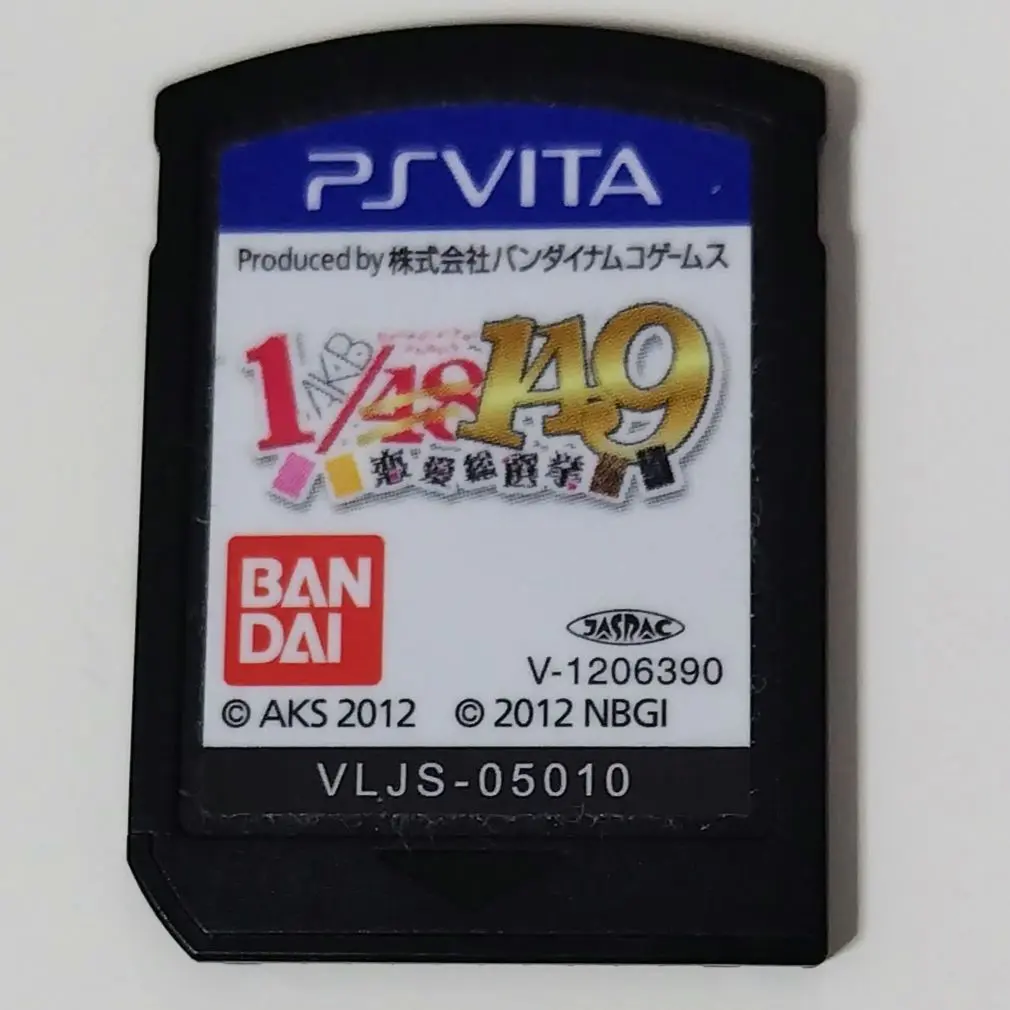 PSVITA
Produced by 株式会社バンダイナムコゲームス
AKB
1/48 149
恋愛総選挙
BAN
DAI
JASRAC
V-1206390
© AKS 2012 © 2012 NBGI
VLJS-05010